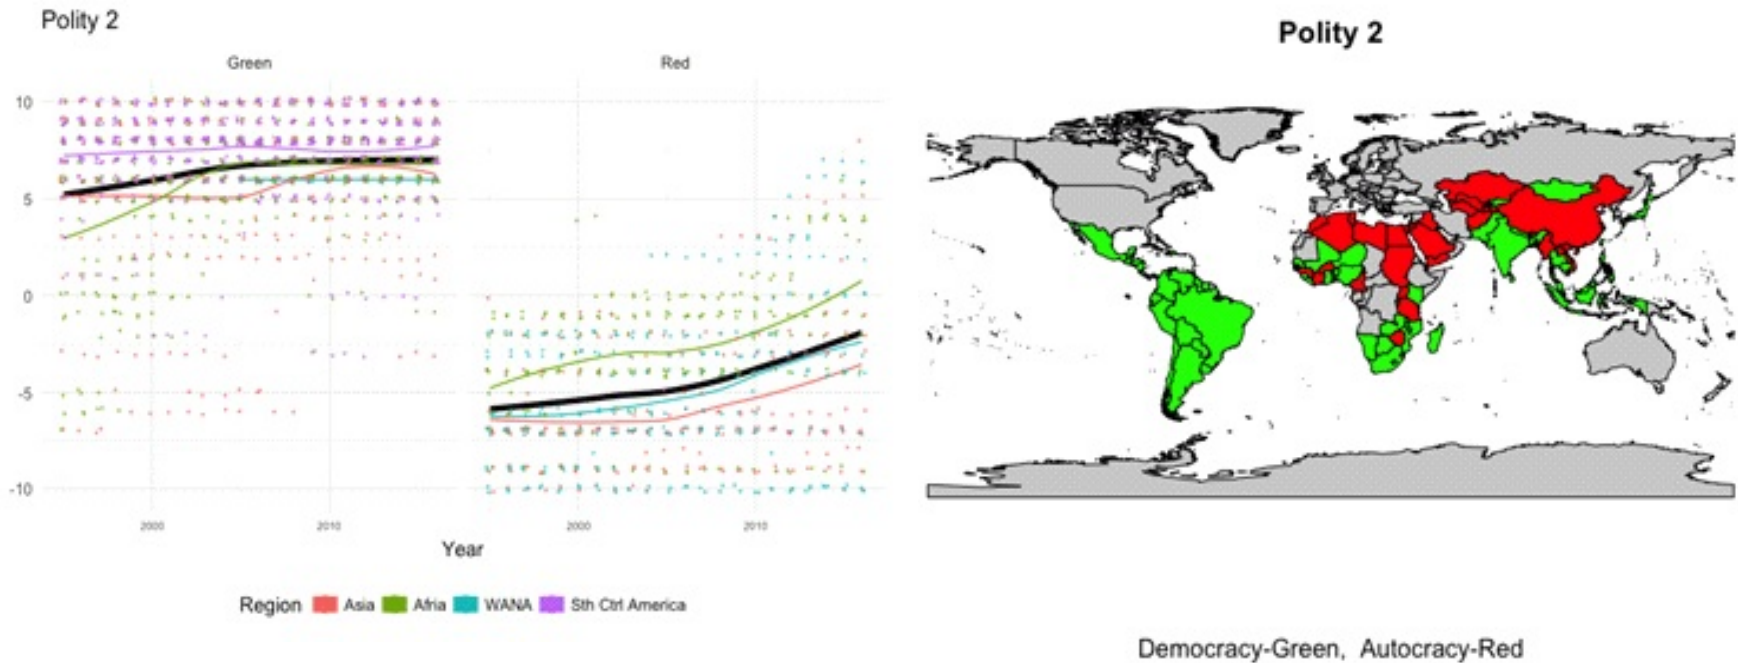 Polity 2
Green
Red
10
5
0
-5
-10
2000
2010
2000
2010
Year
Region Asia Afria WANA Sth Ctrl America
Polity 2
Democracy-Green, Autocracy-Red